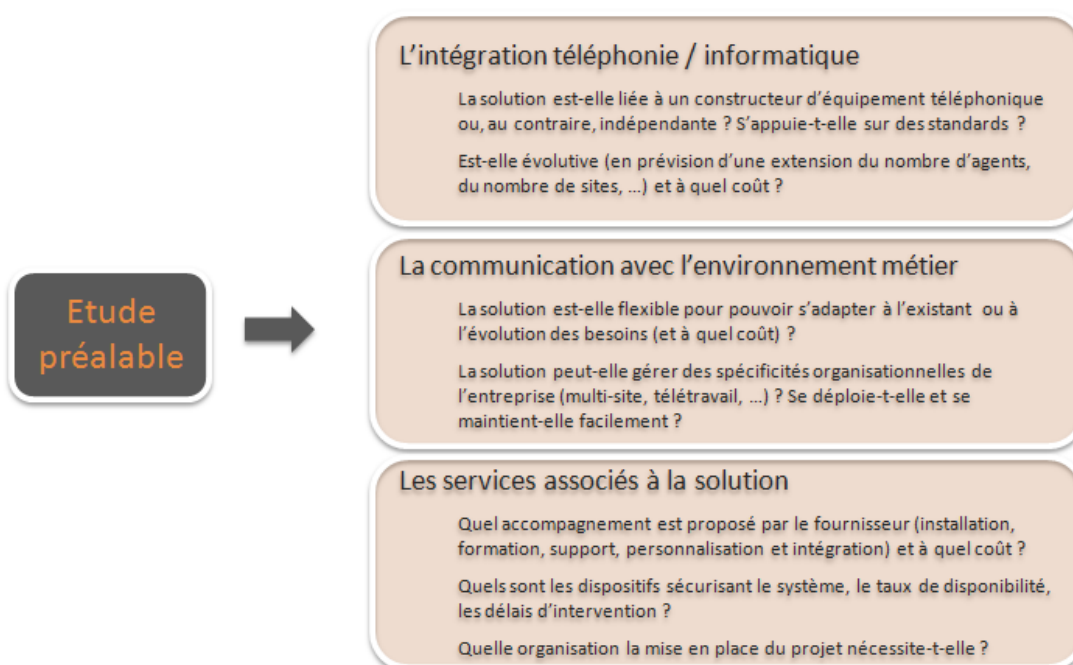 Etude
préalable
L'intégration téléphonie / informatique
La solution est-elle liée à un constructeur d'équipement téléphonique
ou, au contraire, indépendante ? S'appuie-t-elle sur des standards ?
Est-elle évolutive (en prévision d'une extension du nombre d'agents,
du nombre de sites, ...) et à quel coût ?
La communication avec l'environnement métier
La solution est-elle flexible pour pouvoir s'adapter à l'existant ou à
l'évolution des besoins (et à quel coût) ?
La solution peut-elle gérer des spécificités organisationnelles de
l'entreprise (multi-site, télétravail, ...) ? Se déploie-t-elle et se
maintient-elle facilement ?
Les services associés à la solution
Quel accompagnement est proposé par le fournisseur (installation,
formation, support, personnalisation et intégration) et à quel coût ?
Quels sont les dispositifs sécurisant le système, le taux de disponibilité,
les délais d'intervention ?
Quelle organisation la mise en place du projet nécessite-t-elle ?